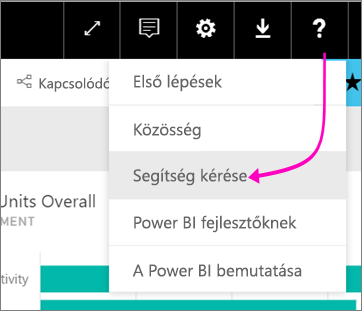 ?
Kapcsolódó
Első lépések
Közösség
Segítség kérése
Units Overall
MENT
Power BI fejlesztőknek
tivity
A Power BI bemutatása